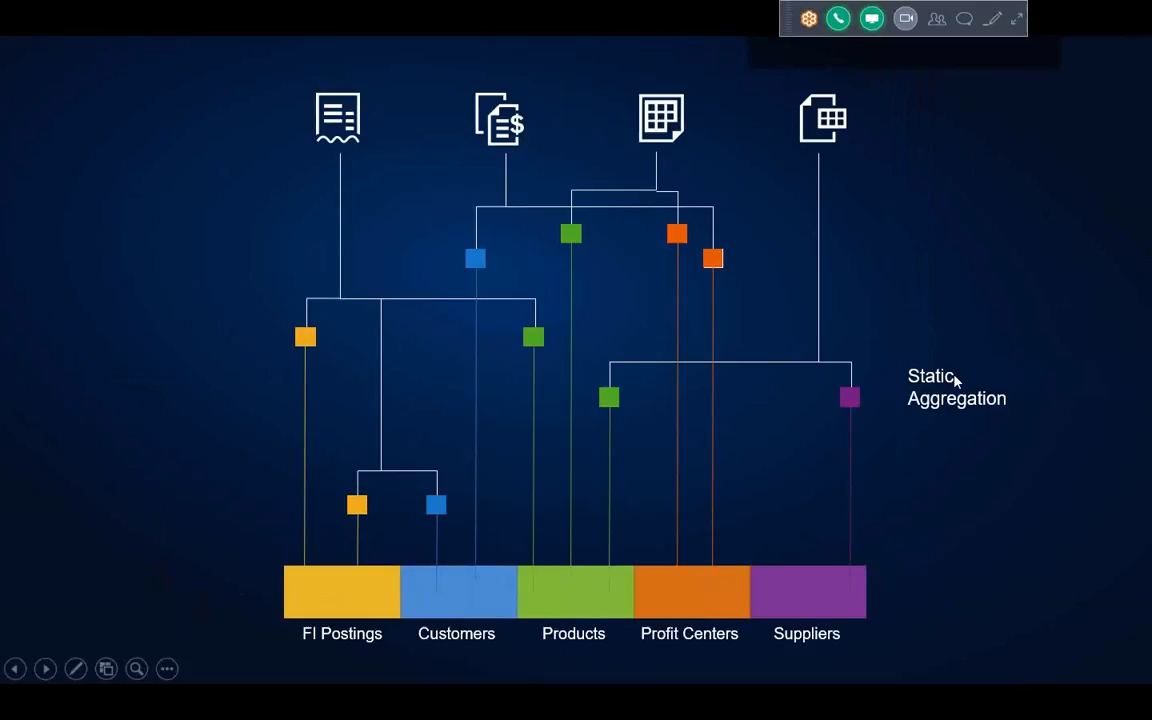 Static
Aggregation
FI Postings
Customers
Products
Profit Centers
Suppliers